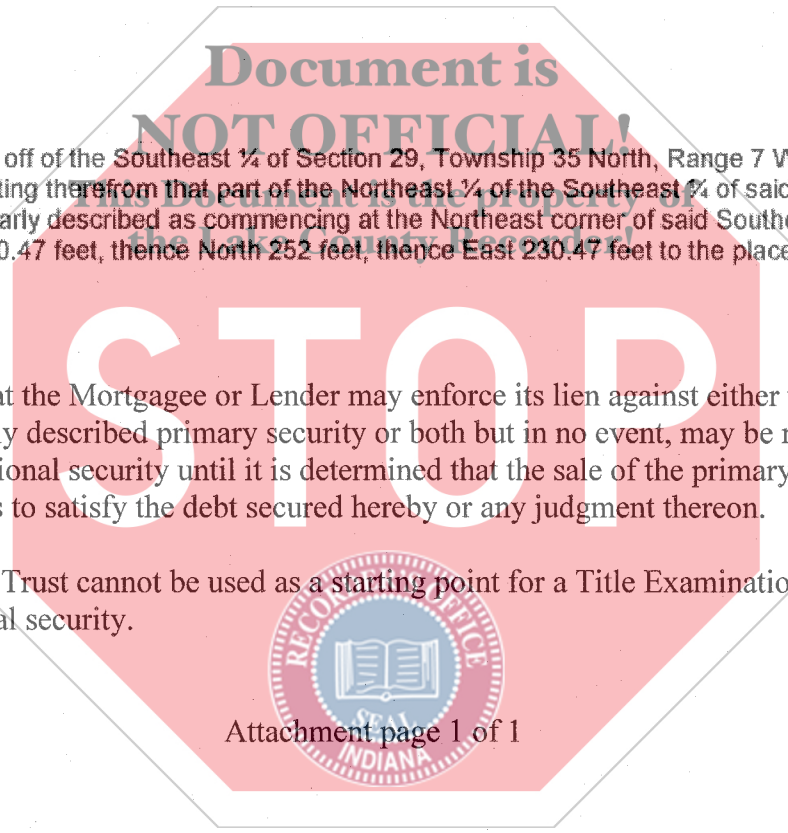 Document is
NOT OFFICIAL!
off of the Southeast ¼ of Section 29, Township 35 North, Range 7
This Document is the property of
ting therefrom that part of the Northeast ¼ of the Southeast ¼ of said
arly described as commencing at the Northeast corner of said Southe
the Lake County Recorder!
0.47 feet, thence North 252 feet, thence East 230.47 feet to the place
STOP
at the Mortgagee or Lender may enforce its lien against either
y described primary security or both but in no event, may be
ional security until it is determined that the sale of the primary
s to satisfy the debt secured hereby or any judgment thereon.
Trust cannot be used as a starting point for a Title Examinatio
al security.
RECORDING OFFICE
SEAL
INDIANA
Attachment page 1 of 1